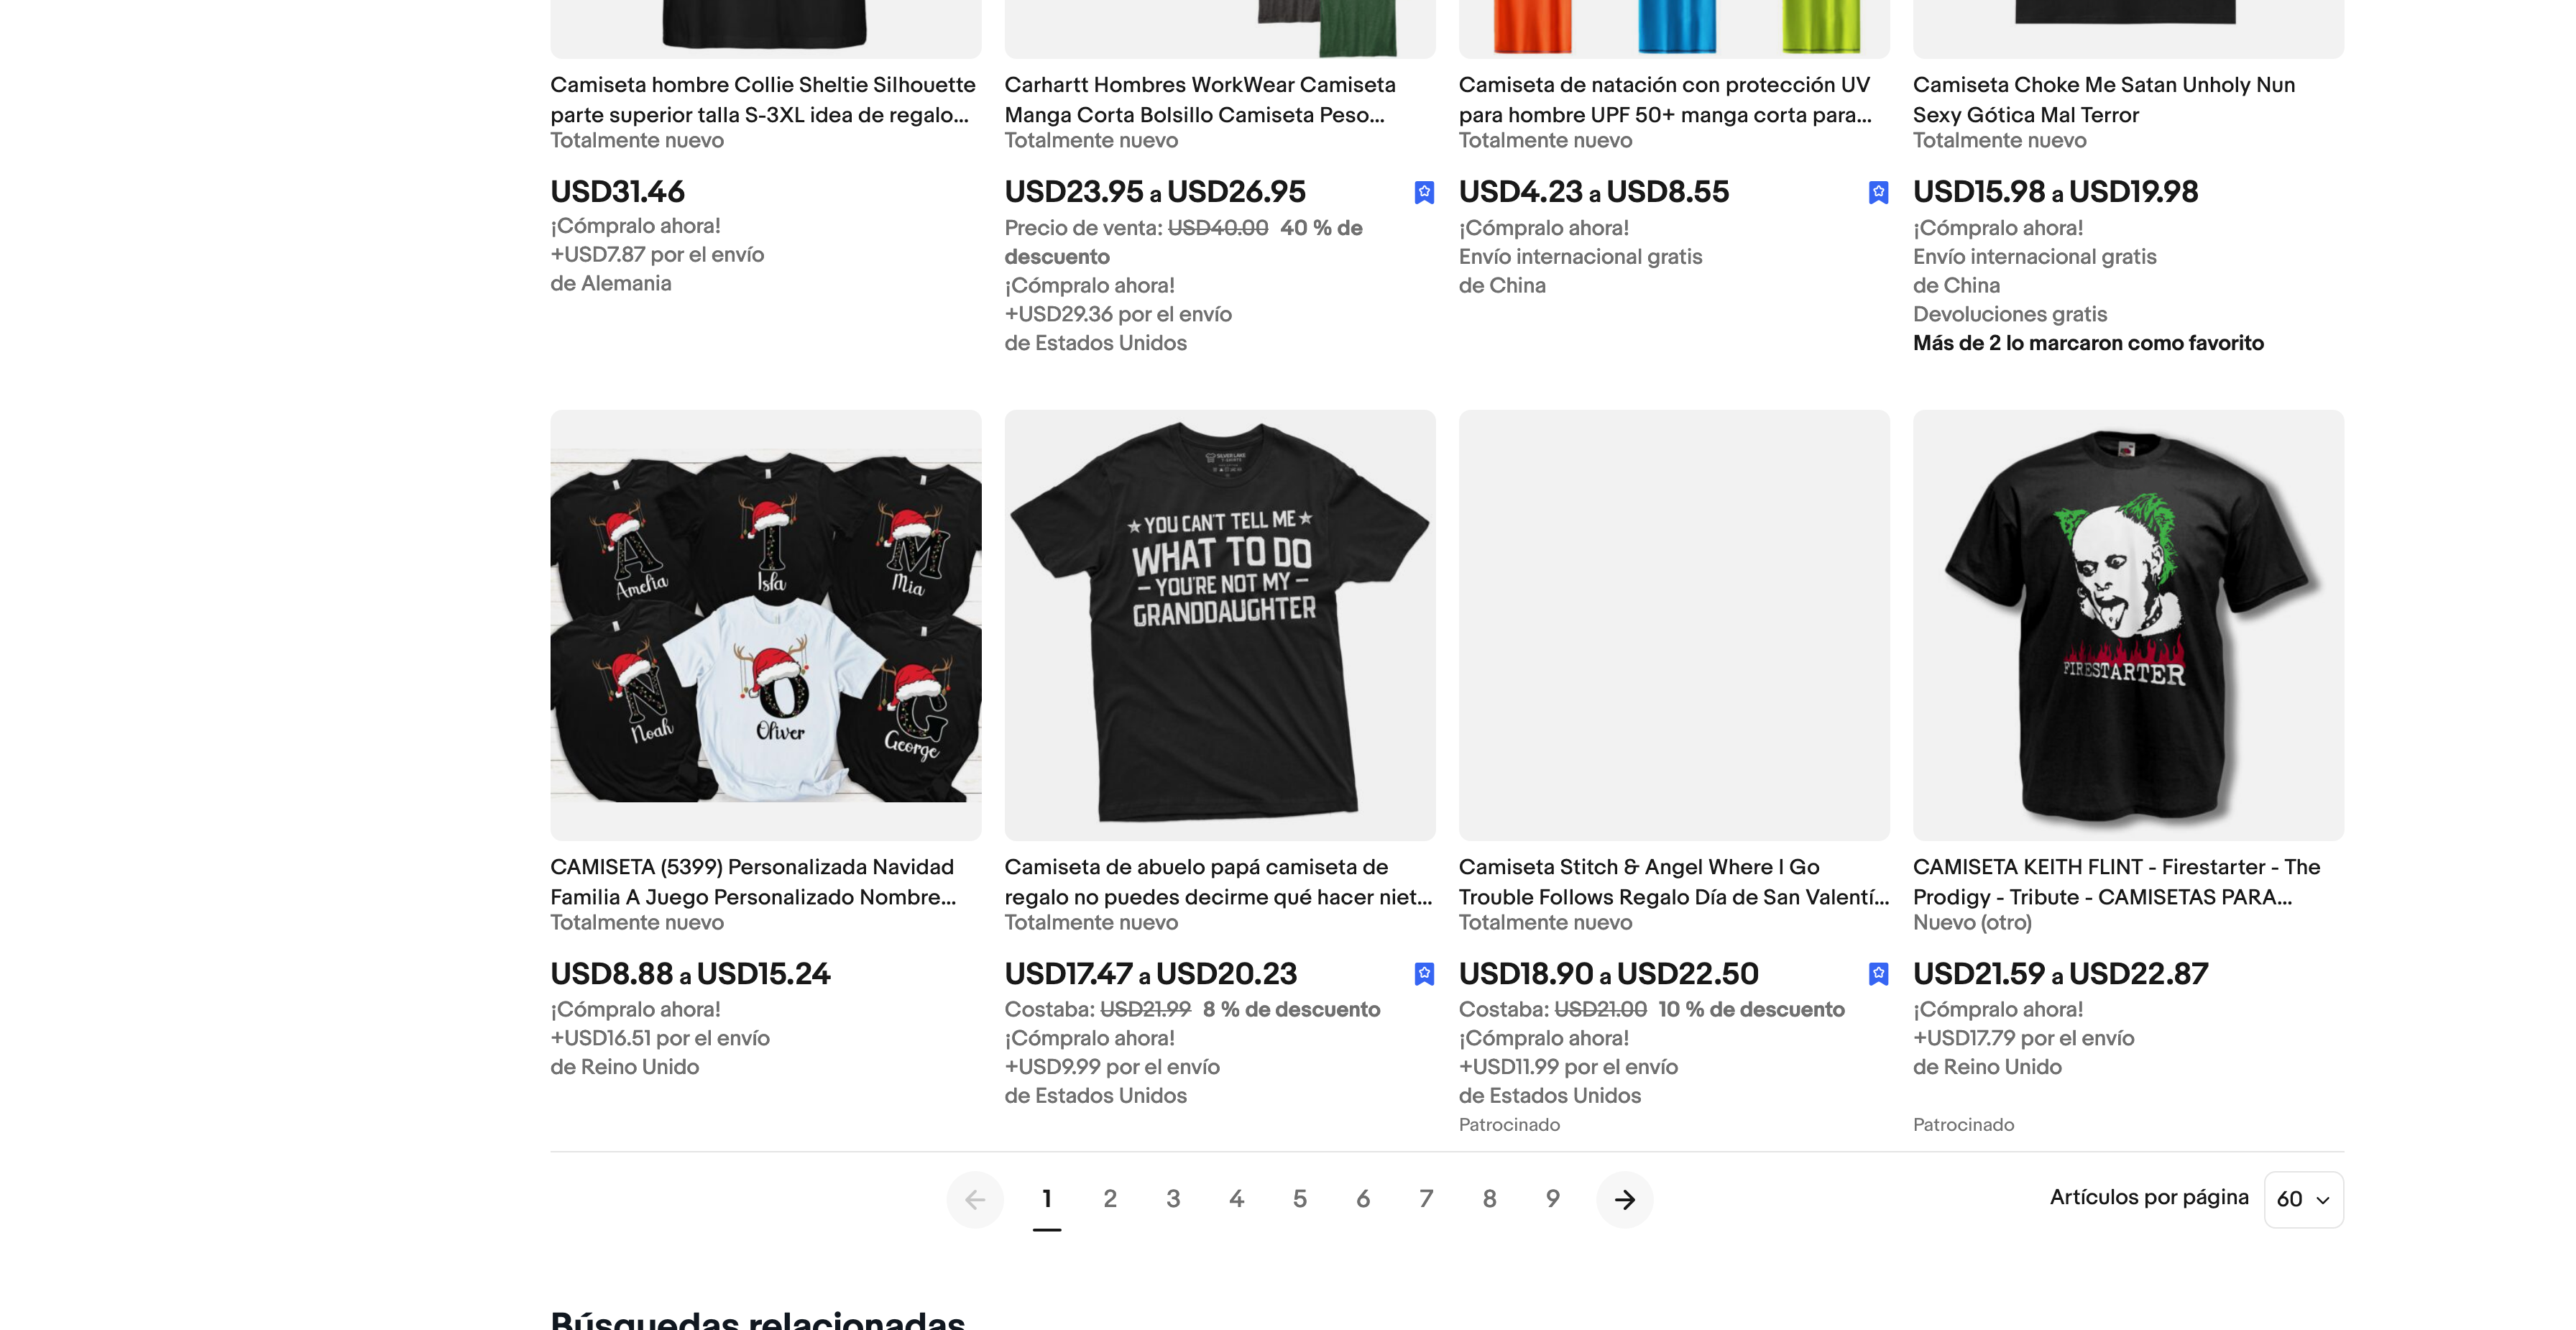 Camiseta hombre Collie Sheltie Silhouette
parte superior talla S-3XL idea de regalo...
Totalmente nuevo
USD31.46
¡Cómpralo ahora!
+USD7.87 por el envío
de Alemania
Carhartt Hombres WorkWear Camiseta
Manga Corta Bolsillo Camiseta Peso...
Totalmente nuevo
USD23.95 a USD26.95
Precio de venta: USD40.00 40 % de
descuento
¡Cómpralo ahora!
+USD29.36 por el envío
de Estados Unidos
Camiseta de natación con protección UV
para hombre UPF 50+ manga corta para...
Totalmente nuevo
USD4.23 a USD8.55
¡Cómpralo ahora!
Envío internacional gratis
de China
Camiseta Choke Me Satan Unholy Nun
Sexy Gótica Mal Terror
Totalmente nuevo
USD15.98 a USD19.98
¡Cómpralo ahora!
Envío internacional gratis
de China
Devoluciones gratis
Más de 2 lo marcaron como favorito
A
Amelia
I
Isla
M
Mia
N
Noah
O
Oliver
G
George
CAMISETA (5399) Personalizada Navidad
Familia A Juego Personalizado Nombre...
Totalmente nuevo
USD8.88 a USD15.24
¡Cómpralo ahora!
+USD16.51 por el envío
de Reino Unido
SILVER LAKE
YOU CAN'T TELL ME
WHAT TO DO
- YOU'RE NOT MY -
GRANDDAUGHTER
Camiseta de abuelo papá camiseta de
regalo no puedes decirme qué hacer niet...
Totalmente nuevo
USD17.47 a USD20.23
Costaba: USD21.99 8 % de descuento
¡Cómpralo ahora!
+USD9.99 por el envío
de Estados Unidos
Camiseta Stitch & Angel Where I Go
Trouble Follows Regalo Día de San Valentí...
Totalmente nuevo
USD18.90 a USD22.50
Costaba: USD21.00 10 % de descuento
¡Cómpralo ahora!
+USD11.99 por el envío
de Estados Unidos
Patrocinado
FIRESTARTER
CAMISETA KEITH FLINT - Firestarter - The
Prodigy - Tribute - CAMISETAS PARA...
Nuevo (otro)
USD21.59 a USD22.87
¡Cómpralo ahora!
+USD17.79 por el envío
de Reino Unido
Patrocinado
1 2 3 4 5 6 7 8 9
Artículos por página 60
Búsquedas relacionadas